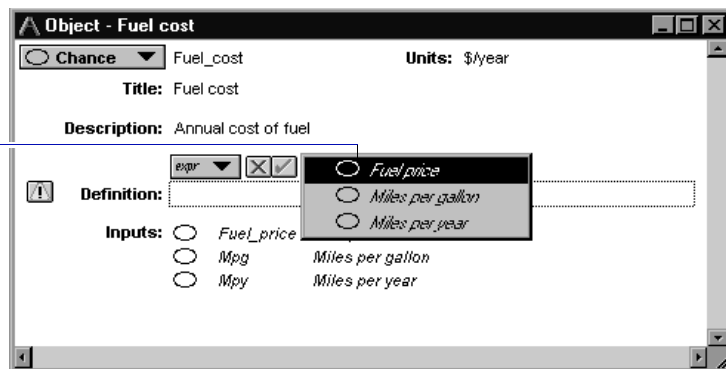 Object - Fuel cost
Chance Fuel_cost Units: $/year
Title: Fuel cost
Description: Annual cost of fuel
expr
Fuel price
Miles per gallon
Miles per year
Definition:
Inputs: Fuel_price
Mpg Miles per gallon
Mpy Miles per year